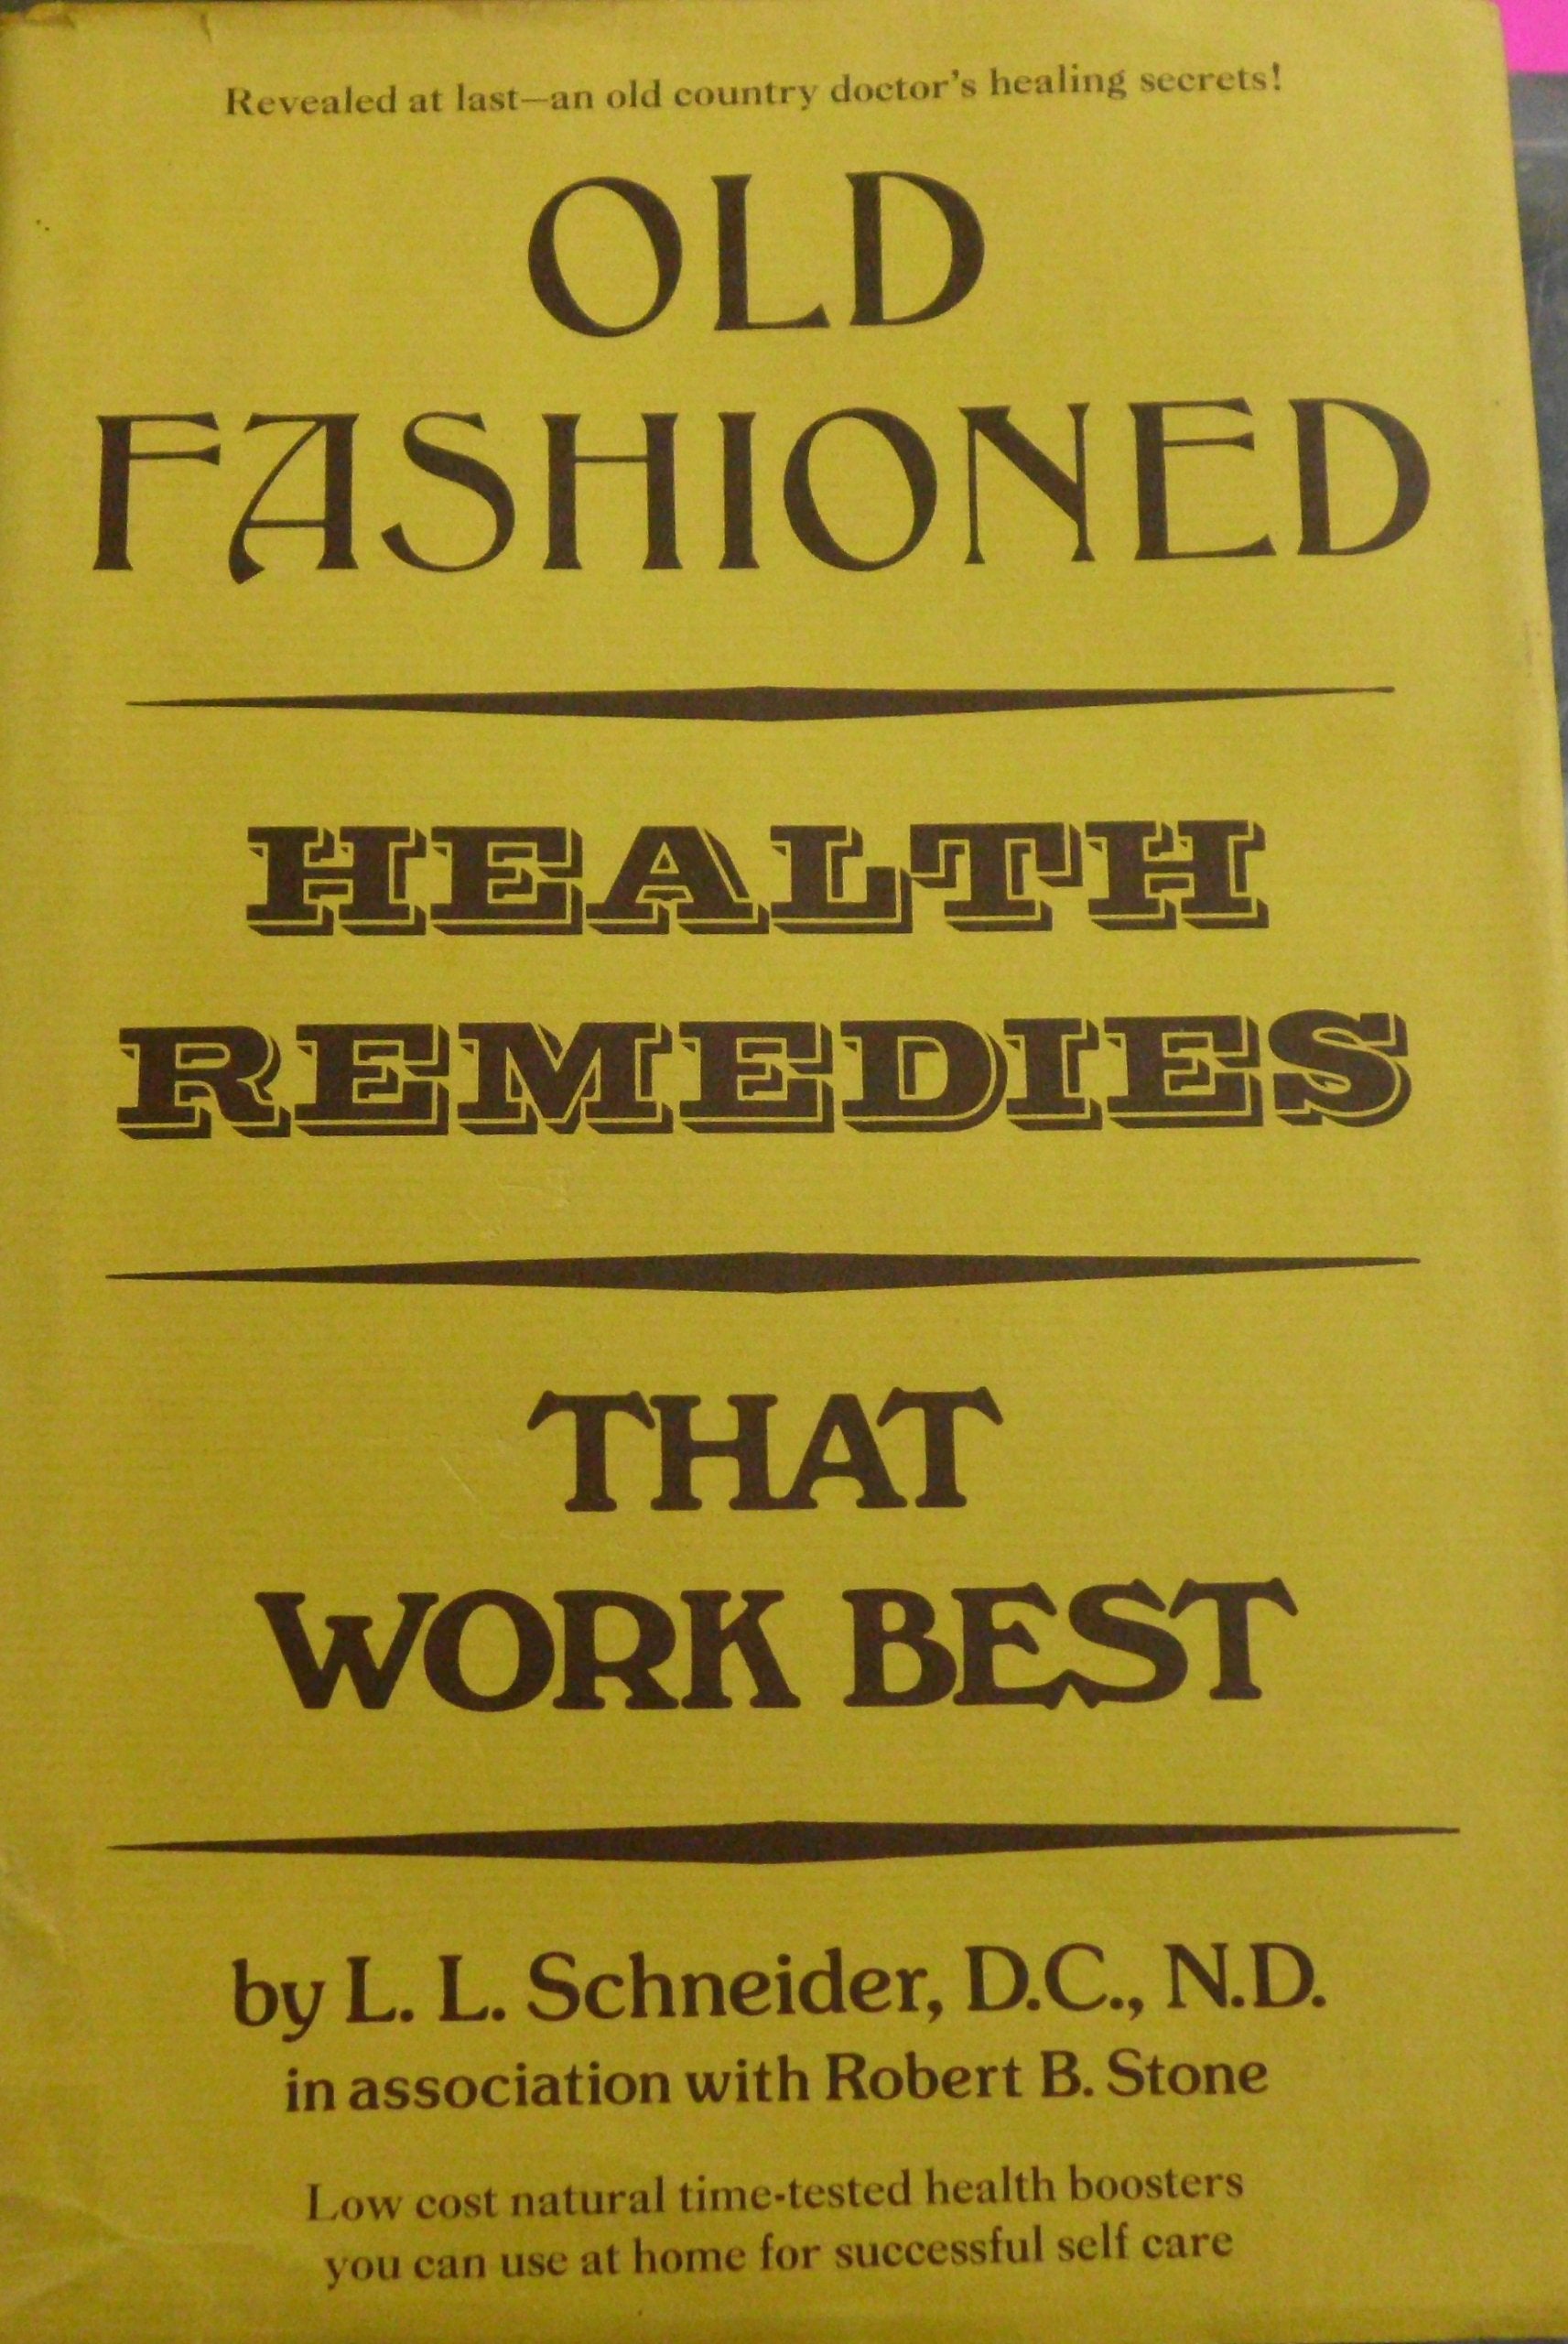 Revealed at last—an old country doctor's healing secrets!
OLD
FASHIONED
HEALTH
REMEDIES
THAT
WORK BEST
by L. L. Schneider, D.C., N.D.
in association with Robert B. Stone
Low cost natural time-tested health boosters
you can use at home for successful self care